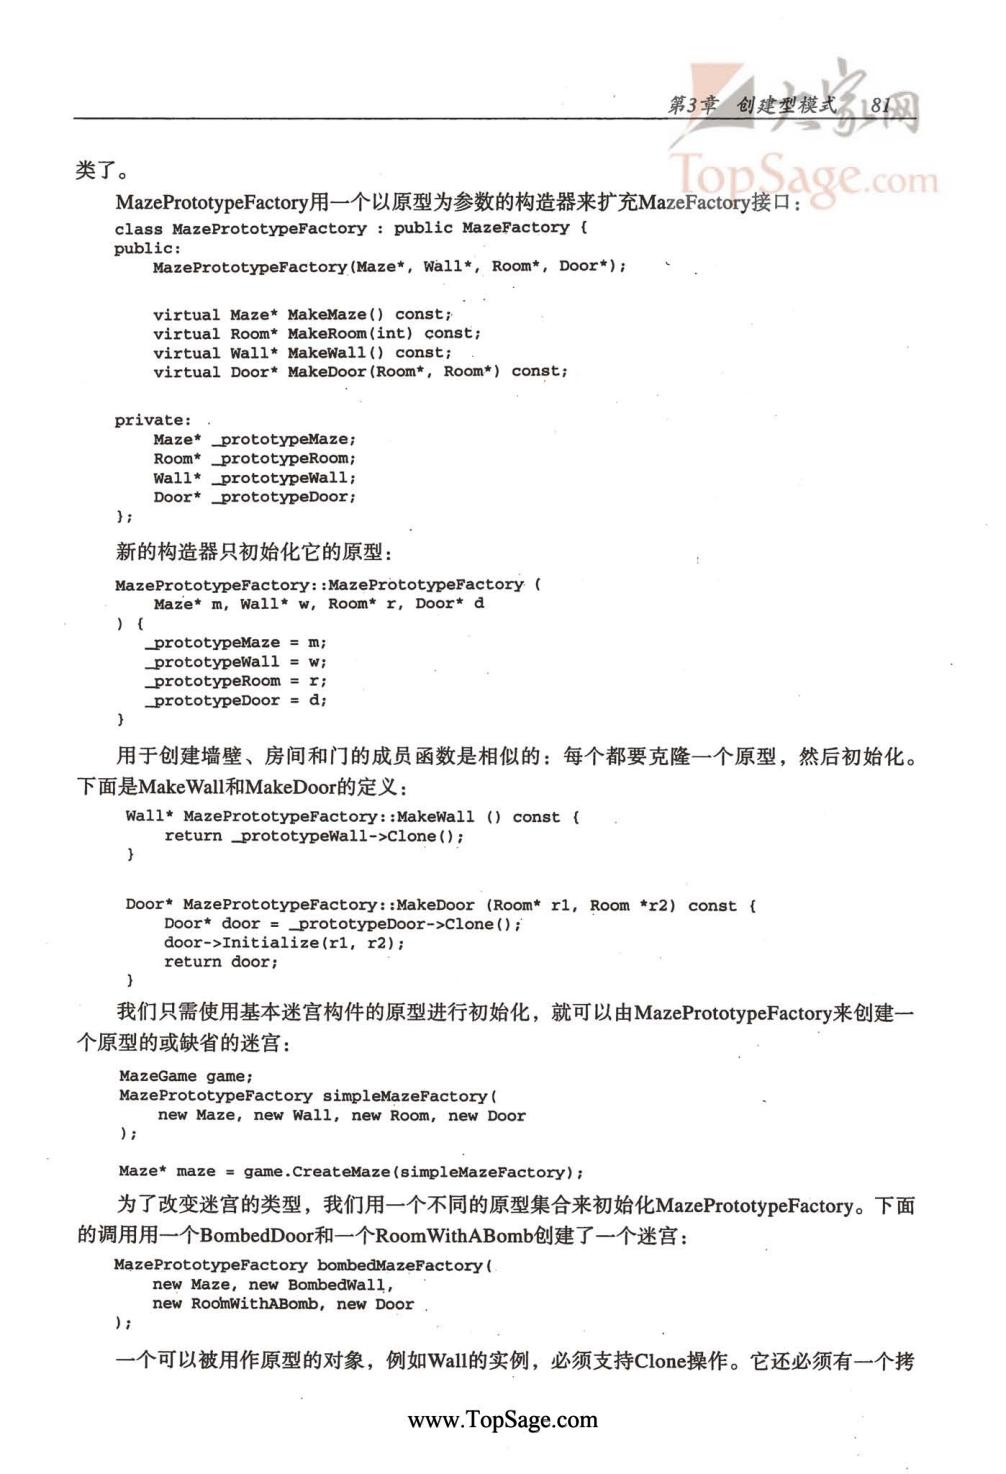 第3章 创建型模式 81
大家网
TopSage.com
类了。
MazePrototypeFactory用一个以原型为参数的构造器来扩充MazeFactory接口：
class MazePrototypeFactory : public MazeFactory {
public:
MazePrototypeFactory(Maze*, Wall*, Room*, Door*);
virtual Maze* MakeMaze() const;
virtual Room* MakeRoom(int) const;
virtual Wall* MakeWall() const;
virtual Door* MakeDoor(Room*, Room*) const;
private:
Maze* _prototypeMaze;
Room* _prototypeRoom;
Wall* _prototypeWall;
Door* _prototypeDoor;
};
新的构造器只初始化它的原型：
MazePrototypeFactory::MazePrototypeFactory (
Maze* m, Wall* w, Room* r, Door* d
) {
_prototypeMaze = m;
_prototypeWall = w;
_prototypeRoom = r;
_prototypeDoor = d;
}
用于创建墙壁、房间和门的成员函数是相似的：每个都要克隆一个原型，然后初始化。
下面是MakeWall和MakeDoor的定义：
Wall* MazePrototypeFactory::MakeWall () const {
return _prototypeWall->Clone();
}
Door* MazePrototypeFactory::MakeDoor (Room* r1, Room *r2) const {
Door* door = _prototypeDoor->Clone();
door->Initialize(r1, r2);
return door;
}
我们只需使用基本迷宫构件的原型进行初始化，就可以由MazePrototypeFactory来创建一
个原型的或缺省的迷宫：
MazeGame game;
MazePrototypeFactory simpleMazeFactory(
new Maze, new Wall, new Room, new Door
);
Maze* maze = game.CreateMaze(simpleMazeFactory);
为了改变迷宫的类型，我们用一个不同的原型集合来初始化MazePrototypeFactory。下面
的调用用一个BombedDoor和一个RoomWithABomb创建了一个迷宫：
MazePrototypeFactory bombedMazeFactory(
new Maze, new BombedWall,
new RoomWithABomb, new Door
);
一个可以被用作原型的对象，例如Wall的实例，必须支持Clone操作。它还必须有一个拷
www.TopSage.com